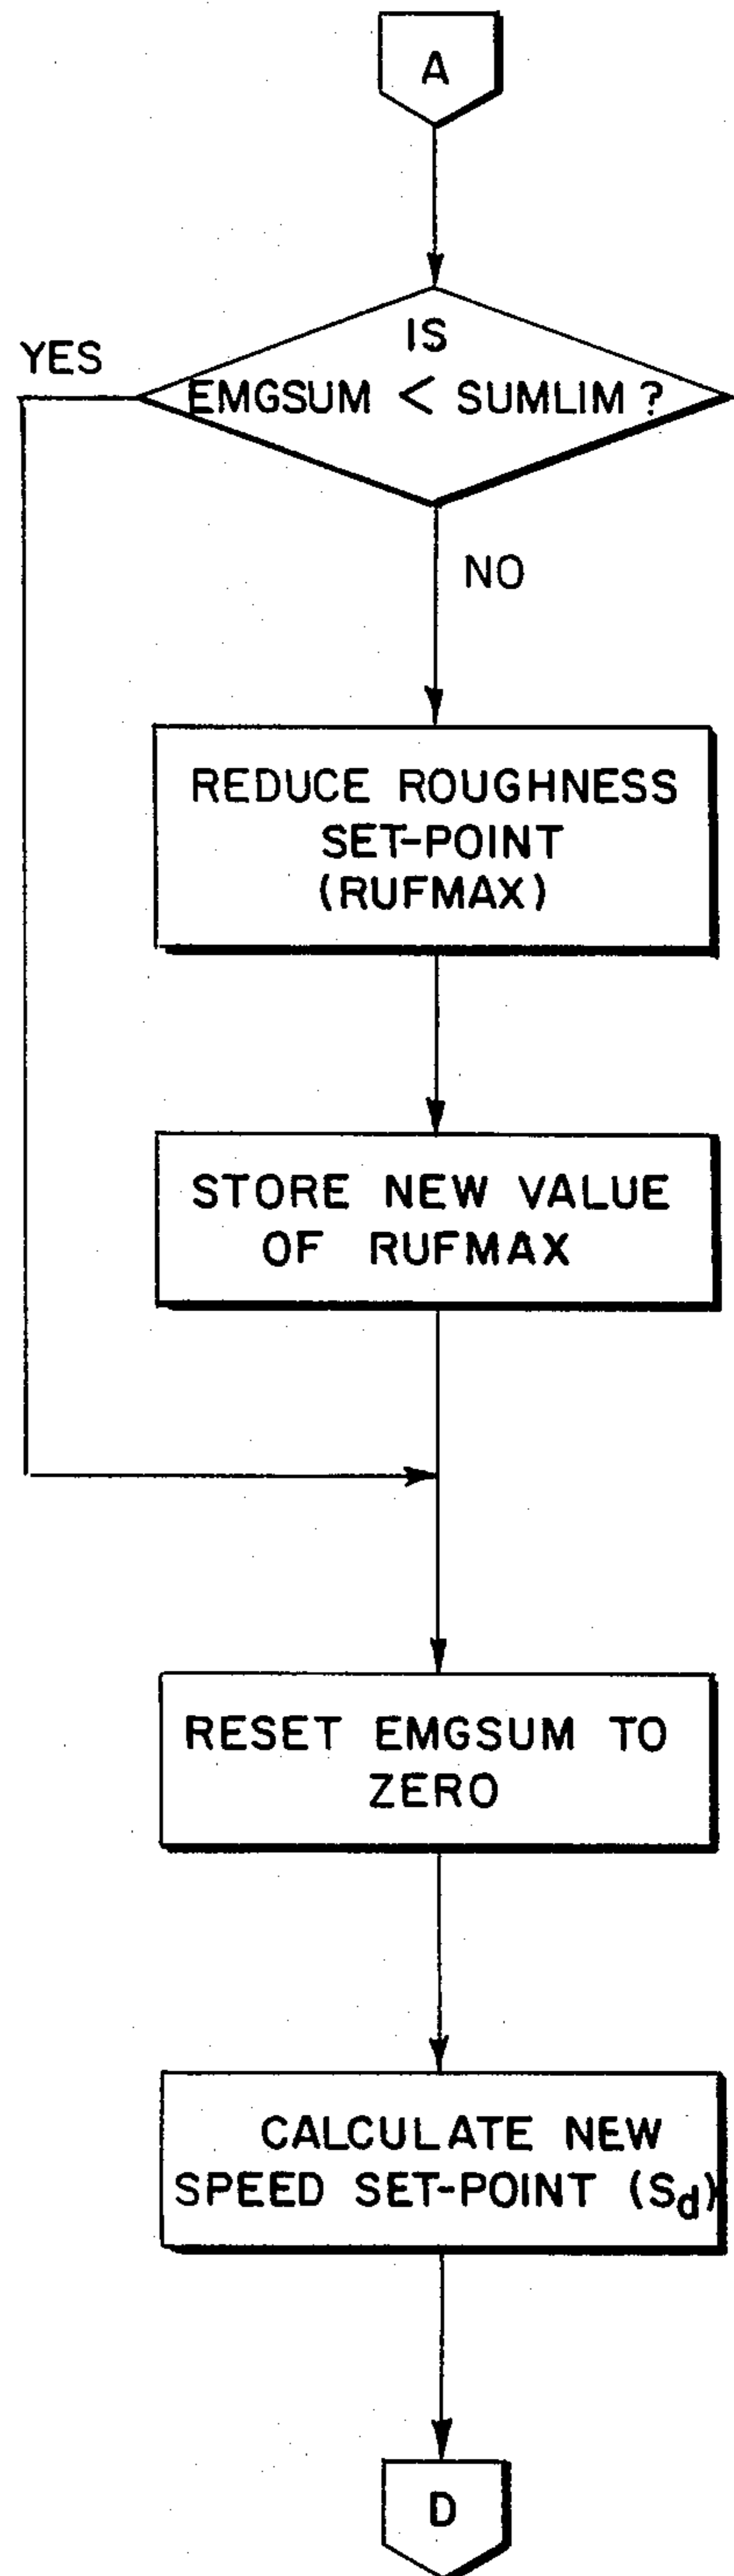 A
IS
YES
EMGSUM < SUMLIM ?
NO
REDUCE ROUGHNESS
SET-POINT
(RUFMAX)
STORE NEW VALUE
OF RUFMAX
RESET EMGSUM TO
ZERO
CALCULATE NEW
SPEED SET-POINT (Sd)
D